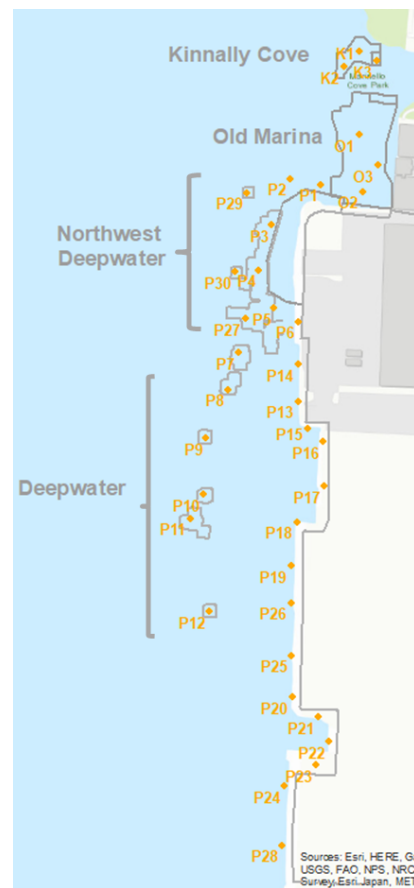 Kinnally Cove
K1
K2
K3
Cove Park
Old Marina
O1
O3
O2
P2
P1
P29
Northwest
Deepwater
P3
P30
P4
P27
P5
P6
P7
P14
P8
P13
P15
P9
P16
Deepwater
P10
P17
P11
P18
P19
P12
P26
P25
P20
P21
P22
P23
P24
P28
Sources: Esri, HERE, G
USGS, FAO, NPS, NRC
Survey, Esri Japan, MET